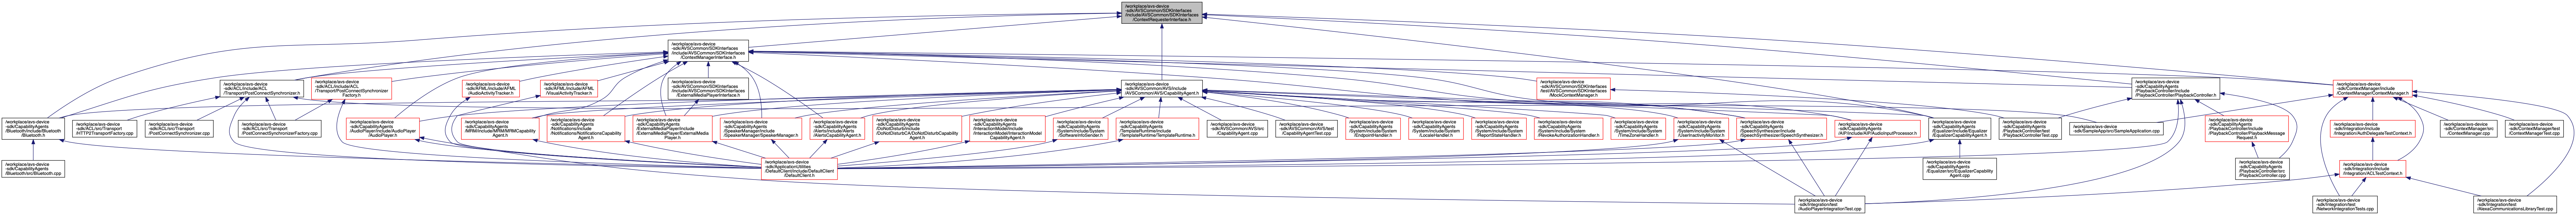 /workplace/avs-device
-sdk/AVSCommon/SDKInterfaces
/include/AVSCommon/SDKInterfaces
/ContextRequesterInterface.h
/workplace/avs-device
-sdk/AVSCommon/SDKInterfaces
/include/AVSCommon/SDKInterfaces
/ContextManagerInterface.h
/workplace/avs-device
-sdk/ACL/include/ACL
/Transport/PostConnectSynchronizer.h
/workplace/avs-device
-sdk/ACL/include/ACL
/Transport/PostConnectSynchronizer
Factory.h
/workplace/avs-device
-sdk/AFML/include/AFML
/AudioActivityTracker.h
/workplace/avs-device
-sdk/AFML/include/AFML
/VisualActivityTracker.h
/workplace/avs-device
-sdk/AVSCommon/SDKInterfaces
/include/AVSCommon/SDKInterfaces
/ExternalMediaPlayerInterface.h
/workplace/avs-device
-sdk/AVSCommon/AVS/include
/AVSCommon/AVS/CapabilityAgent.h
/workplace/avs-device
-sdk/AVSCommon/SDKInterfaces
/test/AVSCommon/SDKInterfaces
/MockContextManager.h
/workplace/avs-device
-sdk/CapabilityAgents
/PlaybackController/include
/PlaybackController/PlaybackController.h
/workplace/avs-device
-sdk/ContextManager/include
/ContextManager/ContextManager.h
/workplace/avs-device
-sdk/CapabilityAgents
/Bluetooth/include/Bluetooth
/Bluetooth.h
/workplace/avs-device
-sdk/ACL/src/Transport
/HTTP2TransportFactory.cpp
/workplace/avs-device
-sdk/ACL/src/Transport
/PostConnectSynchronizer.cpp
/workplace/avs-device
-sdk/ACL/src/Transport
/PostConnectSynchronizerFactory.cpp
/workplace/avs-device
-sdk/CapabilityAgents
/AudioPlayer/include/AudioPlayer
/AudioPlayer.h
/workplace/avs-device
-sdk/CapabilityAgents
/MRM/include/MRM/MRMCapability
Agent.h
/workplace/avs-device
-sdk/CapabilityAgents
/Notifications/include
/Notifications/NotificationsCapability
Agent.h
/workplace/avs-device
-sdk/CapabilityAgents
/ExternalMediaPlayer/include
/ExternalMediaPlayer/ExternalMedia
Player.h
/workplace/avs-device
-sdk/CapabilityAgents
/SpeakerManager/include
/SpeakerManager/SpeakerManager.h
/workplace/avs-device
-sdk/CapabilityAgents
/Alerts/include/Alerts
/AlertsCapabilityAgent.h
/workplace/avs-device
-sdk/CapabilityAgents
/DoNotDisturb/include
/DoNotDisturbCA/DoNotDisturbCapability
Agent.h
/workplace/avs-device
-sdk/CapabilityAgents
/InteractionModel/include
/InteractionModel/InteractionModel
CapabilityAgent.h
/workplace/avs-device
-sdk/CapabilityAgents
/System/include/System
/SoftwareInfoSender.h
/workplace/avs-device
-sdk/CapabilityAgents
/TemplateRuntime/include
/TemplateRuntime/TemplateRuntime.h
/workplace/avs-device
-sdk/AVSCommon/AVS/src
/CapabilityAgent.cpp
/workplace/avs-device
-sdk/AVSCommon/AVS/test
/CapabilityAgentTest.cpp
/workplace/avs-device
-sdk/CapabilityAgents
/System/include/System
/EndpointHandler.h
/workplace/avs-device
-sdk/CapabilityAgents
/System/include/System
/LocaleHandler.h
/workplace/avs-device
-sdk/CapabilityAgents
/System/include/System
/ReportStateHandler.h
/workplace/avs-device
-sdk/CapabilityAgents
/System/include/System
/RevokeAuthorizationHandler.h
/workplace/avs-device
-sdk/CapabilityAgents
/System/include/System
/TimeZoneHandler.h
/workplace/avs-device
-sdk/CapabilityAgents
/System/include/System
/UserInactivityMonitor.h
/workplace/avs-device
-sdk/CapabilityAgents
/SpeechSynthesizer/include
/SpeechSynthesizer/SpeechSynthesizer.h
/workplace/avs-device
-sdk/CapabilityAgents
/AIP/include/AIP/AudioInputProcessor.h
/workplace/avs-device
-sdk/CapabilityAgents
/Equalizer/include/Equalizer
/EqualizerCapabilityAgent.h
/workplace/avs-device
-sdk/CapabilityAgents
/PlaybackController/test
/PlaybackControllerTest.cpp
/workplace/avs-device
-sdk/SampleApp/src/SampleApplication.cpp
/workplace/avs-device
-sdk/CapabilityAgents
/PlaybackController/include
/PlaybackController/PlaybackMessage
Request.h
/workplace/avs-device
-sdk/Integration/include
/Integration/AuthDelegateTestContext.h
/workplace/avs-device
-sdk/ContextManager/src
/ContextManager.cpp
/workplace/avs-device
-sdk/ContextManager/test
/ContextManagerTest.cpp
/workplace/avs-device
-sdk/CapabilityAgents
/Bluetooth/src/Bluetooth.cpp
/workplace/avs-device
-sdk/ApplicationUtilities
/DefaultClient/include/DefaultClient
/DefaultClient.h
/workplace/avs-device
-sdk/CapabilityAgents
/Equalizer/src/EqualizerCapability
Agent.cpp
/workplace/avs-device
-sdk/CapabilityAgents
/PlaybackController/src
/PlaybackController.cpp
/workplace/avs-device
-sdk/Integration/include
/Integration/ACLTestContext.h
/workplace/avs-device
-sdk/Integration/test
/AudioPlayerIntegrationTest.cpp
/workplace/avs-device
-sdk/Integration/test
/NetworkIntegrationTests.cpp
/workplace/avs-device
-sdk/Integration/test
/AlexaCommunicationsLibraryTest.cpp